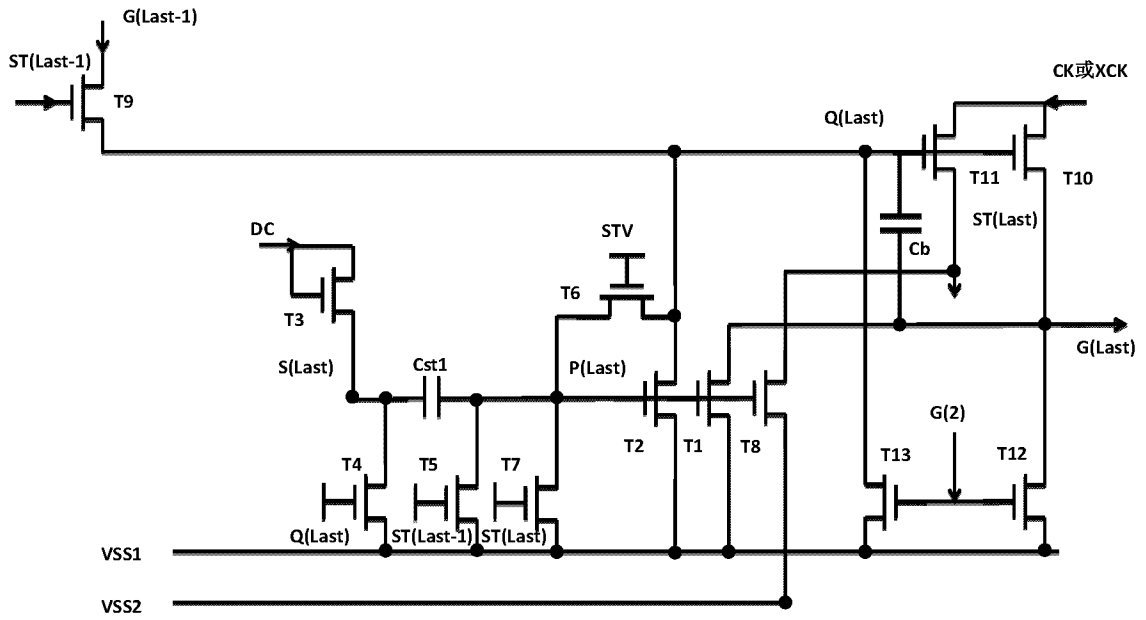 G(Last-1)
ST(Last-1)
T9
CK或XCK
Q(Last)
T11
T10
ST(Last)
Cb
DC
STV
T6
T3
G(Last)
S(Last)
Cst1
P(Last)
G(2)
T2
T1
T8
T4
T5
T7
T13
T12
Q(Last)
ST(Last-1)
ST(Last)
VSS1
VSS2